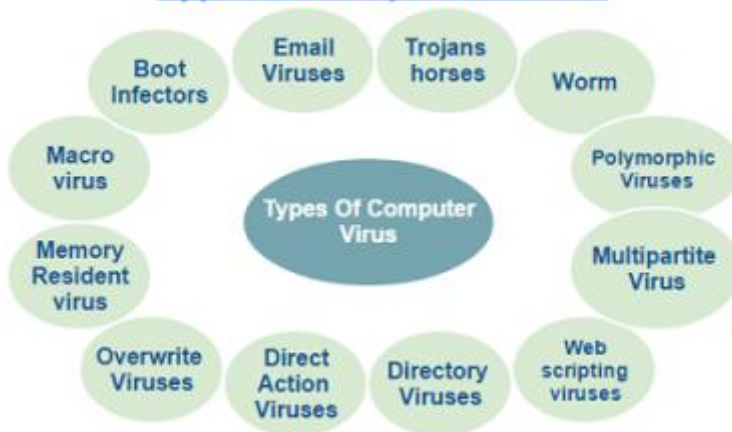 Types Of Computer
Virus
Email
Viruses
Trojans
horses
Worm
Polymorphic
Viruses
Multipartite
Virus
Web
scripting
viruses
Directory
Viruses
Direct
Action
Viruses
Overwrite
Viruses
Memory
Resident
virus
Macro
virus
Boot
Infectors